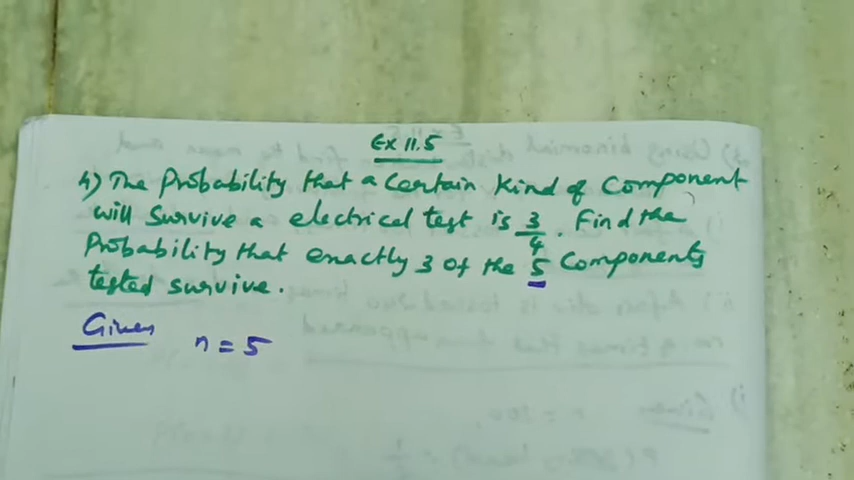 Ex 11.5
4) The Probability that a Certain Kind of Component
will Survive a electrical test is 3/4. Find the
Probability that exactly 3 of the 5 Components
tested survive.
Given n = 5